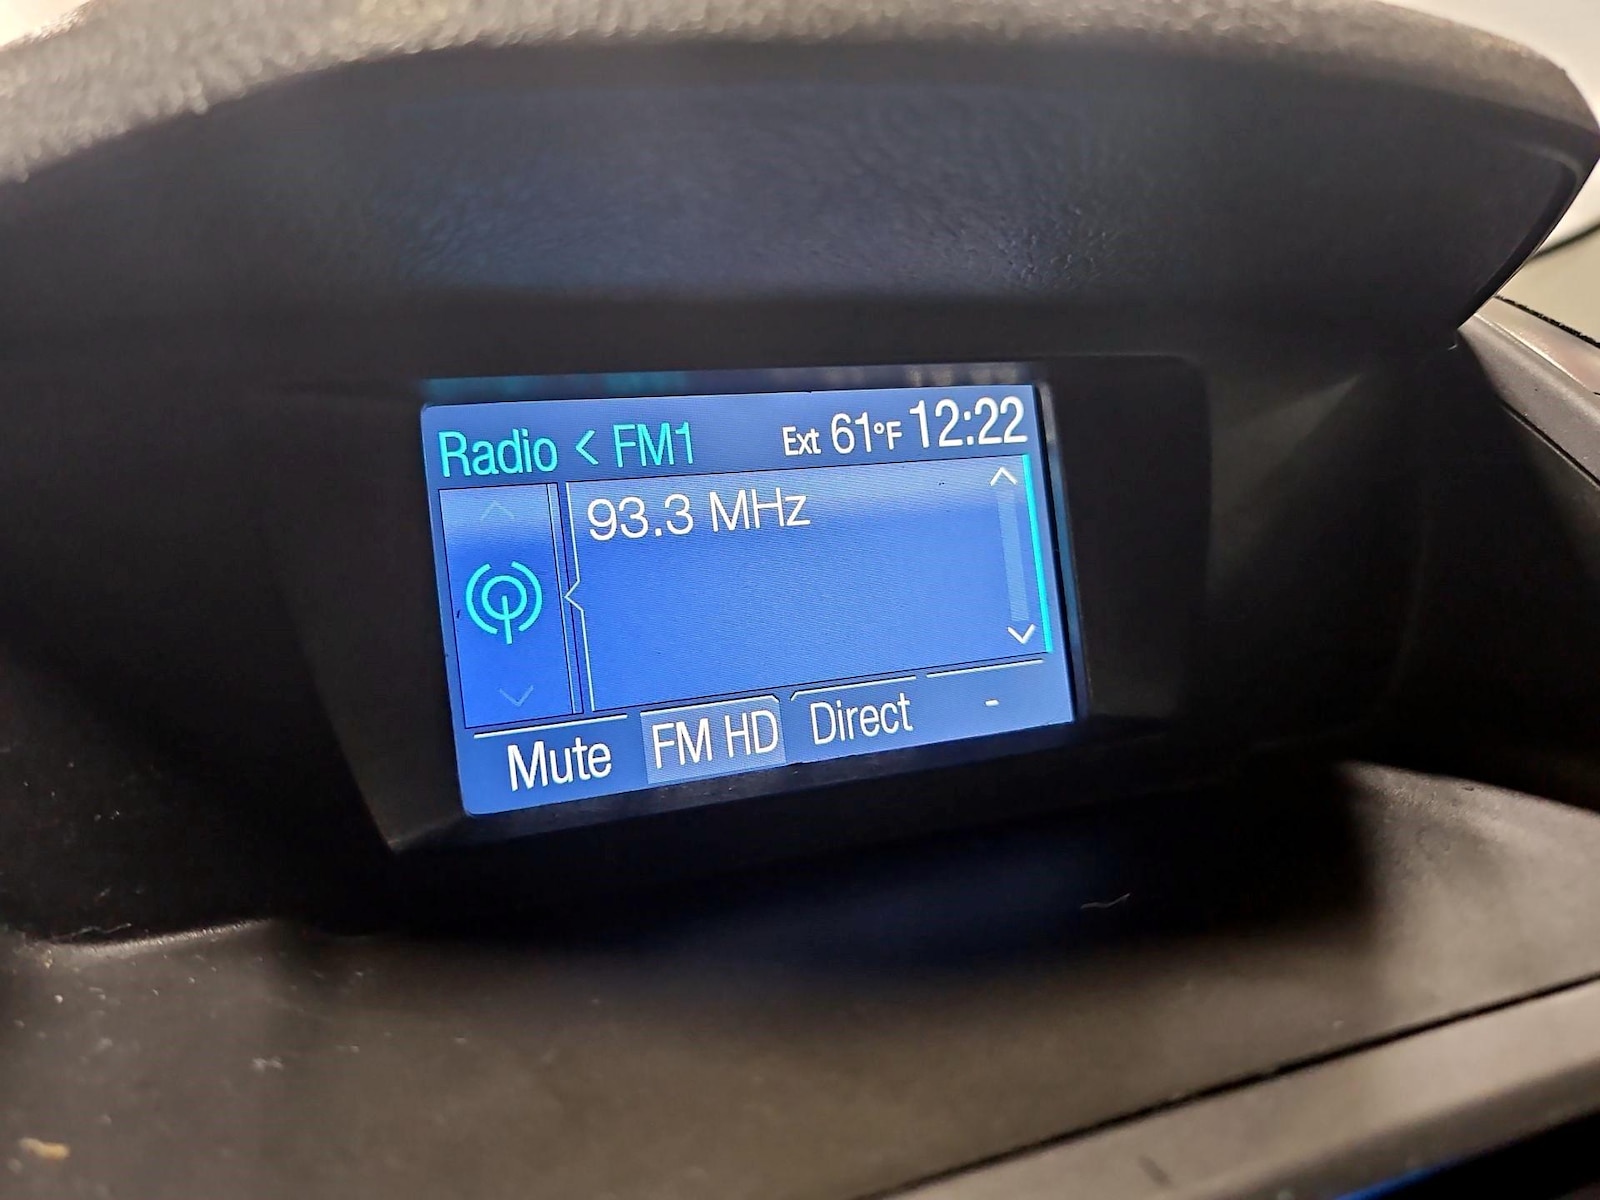 Radio < FM1 Ext 61°F 12:22
93.3 MHz
Mute FM HD Direct -